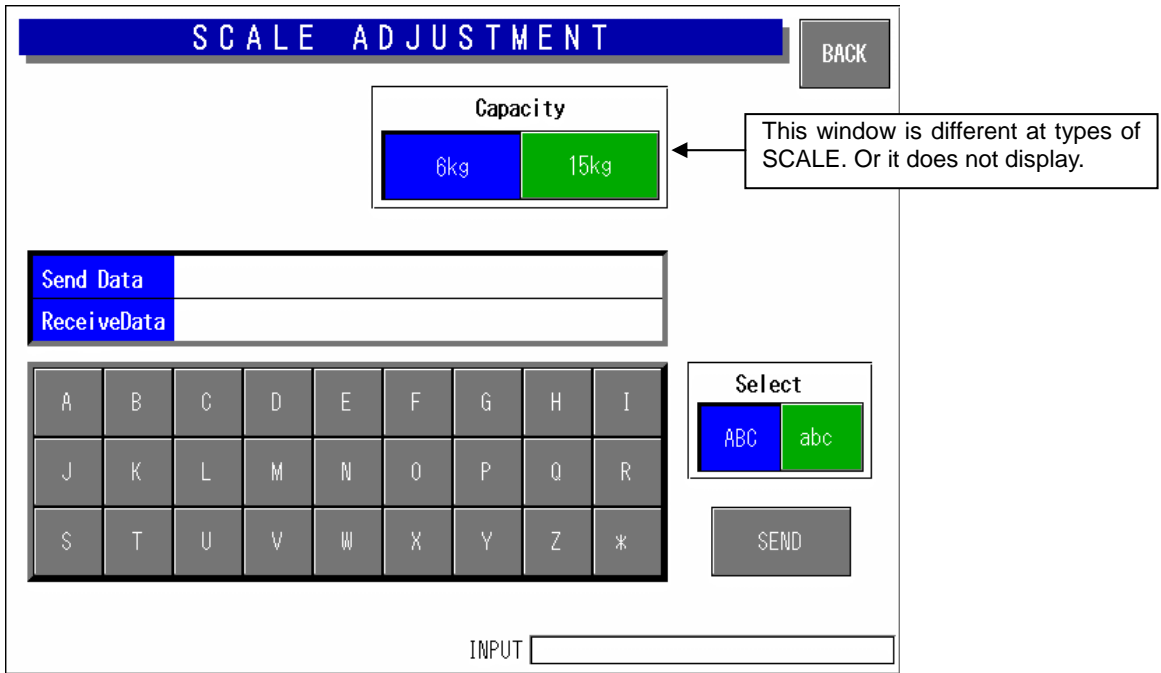 SCALE ADJUSTMENT
BACK
Capacity
6kg 15kg
This window is different at types of
SCALE. Or it does not display.
Send Data
ReceiveData
A B C D E F G H I
Select
ABC abc
J K L M N O P Q R
S T U V W X Y Z *
SEND
INPUT